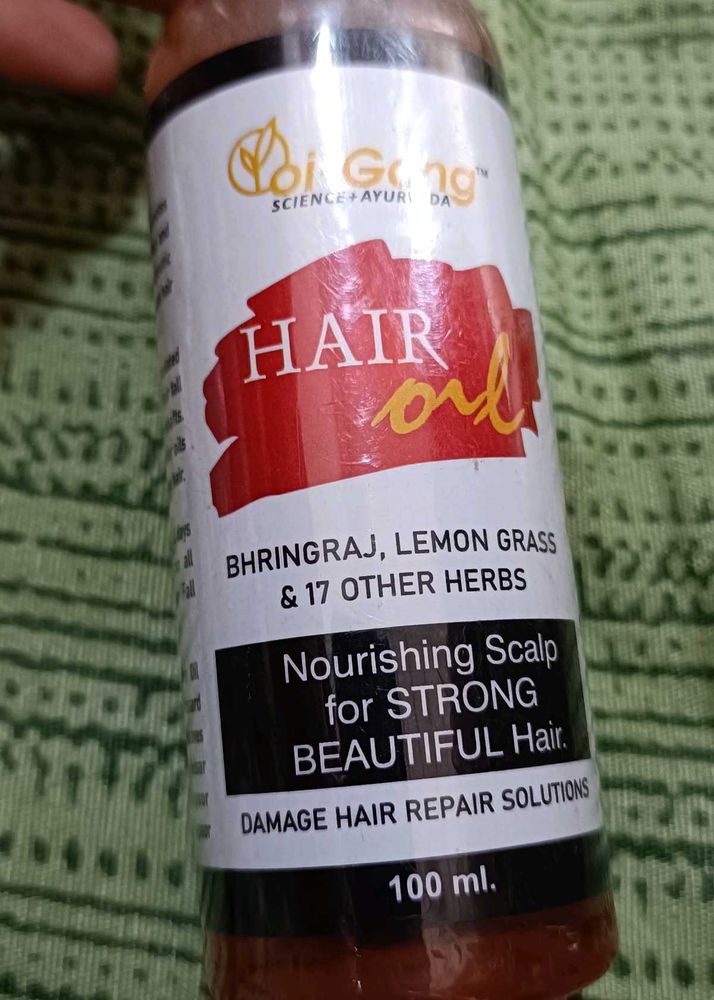 Yoi Gang™
SCIENCE+AYURVEDA
HAIR
oil
BHRINGRAJ, LEMON GRASS
& 17 OTHER HERBS
Nourishing Scalp
for STRONG
BEAUTIFUL Hair.
DAMAGE HAIR REPAIR SOLUTIONS
100 ml.